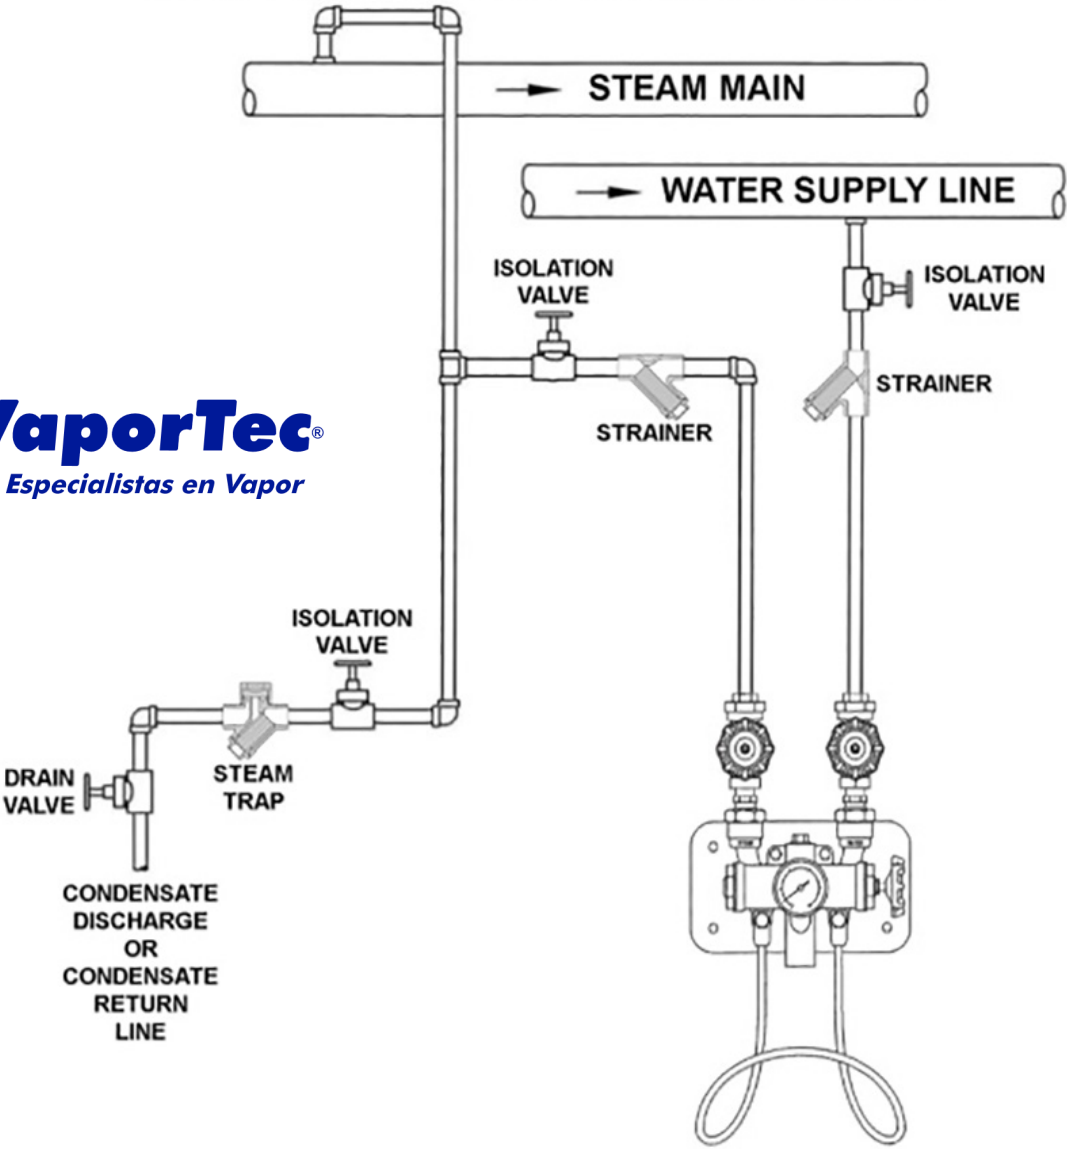 STEAM MAIN
WATER SUPPLY LINE
ISOLATION
VALVE
ISOLATION
VALVE
STRAINER
STRAINER
VaporTec®
Especialistas en Vapor
ISOLATION
VALVE
STEAM
TRAP
DRAIN
VALVE
CONDENSATE
DISCHARGE
OR
CONDENSATE
RETURN
LINE